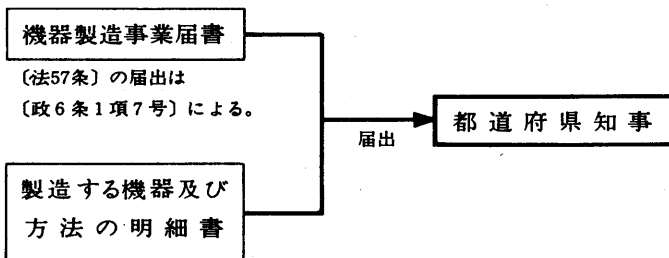 機器製造事業届書
〔法57条〕の届出は
〔政6条1項7号〕による。
届出
都道府県知事
製造する機器及び
方法の明細書